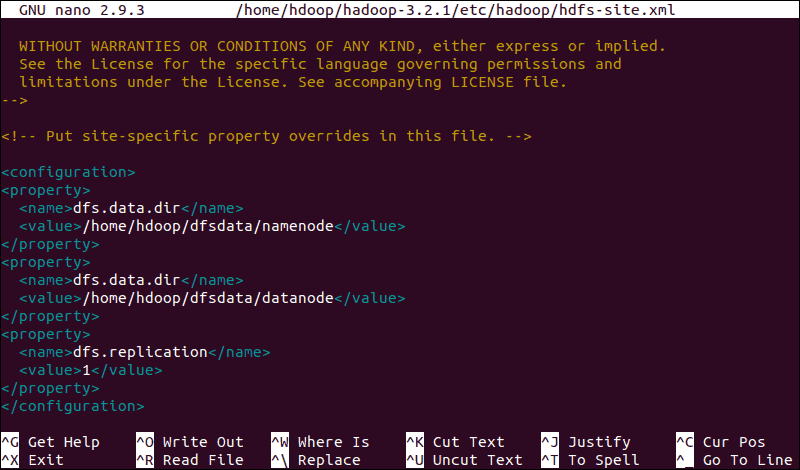 GNU nano 2.9.3 /home/hdoop/hadoop-3.2.1/etc/hadoop/hdfs-site.xml
WITHOUT WARRANTIES OR CONDITIONS OF ANY KIND, either express or implied.
See the License for the specific language governing permissions and
limitations under the License. See accompanying LICENSE file.
-->
<!-- Put site-specific property overrides in this file. -->
<configuration>
<property>
<name>dfs.data.dir</name>
<value>/home/hdoop/dfsdata/namenode</value>
</property>
<property>
<name>dfs.data.dir</name>
<value>/home/hdoop/dfsdata/datanode</value>
</property>
<property>
<name>dfs.replication</name>
<value>1</value>
</property>
</configuration>
^G Get Help ^O Write Out ^W Where Is ^K Cut Text ^J Justify ^C Cur Pos
^X Exit ^R Read File ^\ Replace ^U Uncut Text ^T To Spell ^_ Go To Line